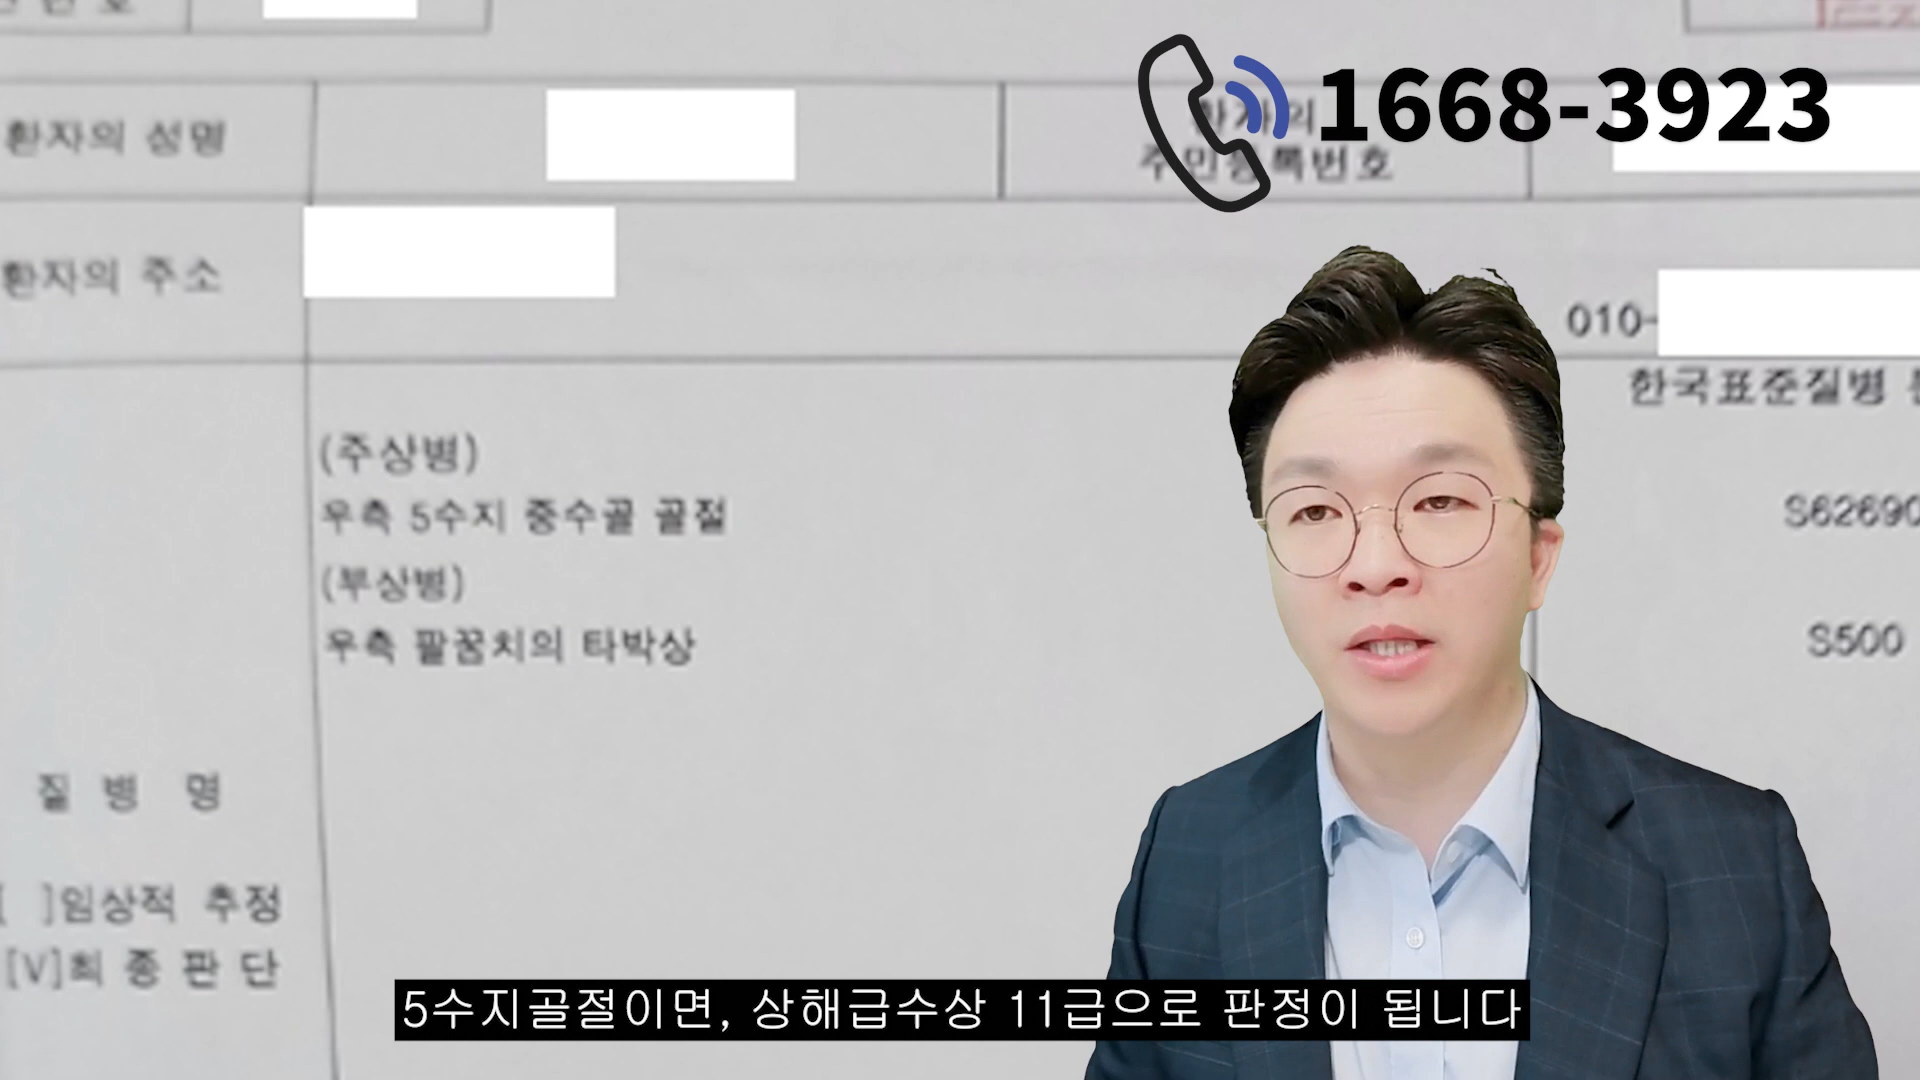 1668-3923
환자의 성명
환자의
주민등록번호
환자의 주소
010-
한국표준질병
(주상병)
우측 5수지 중수골 골절
S62690
(부상병)
우측 팔꿈치의 타박상
S500
질 병 명
[ ]임상적 추정
[V]최 종 판 단
5수지골절이면, 상해급수상 11급으로 판정이 됩니다